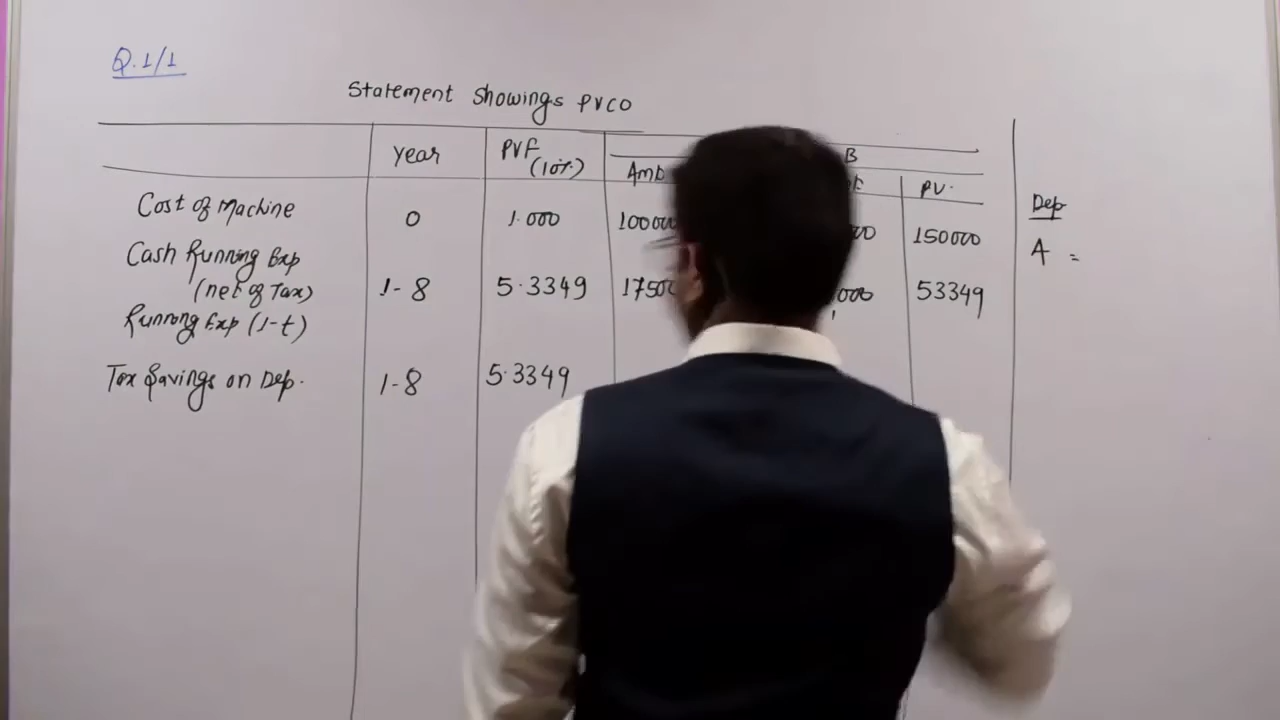 Q.1/1
Statement Showings PVCO
Year PVF (10%) B
Amt PV.
Cost of Machine 0 1.000 100000 150000
Cash Running Exp
(net of Tax) 1-8 5.3349 53349
Running Exp (1-t)
Tax Savings on Dep. 1-8 5.3349
Dep
A =